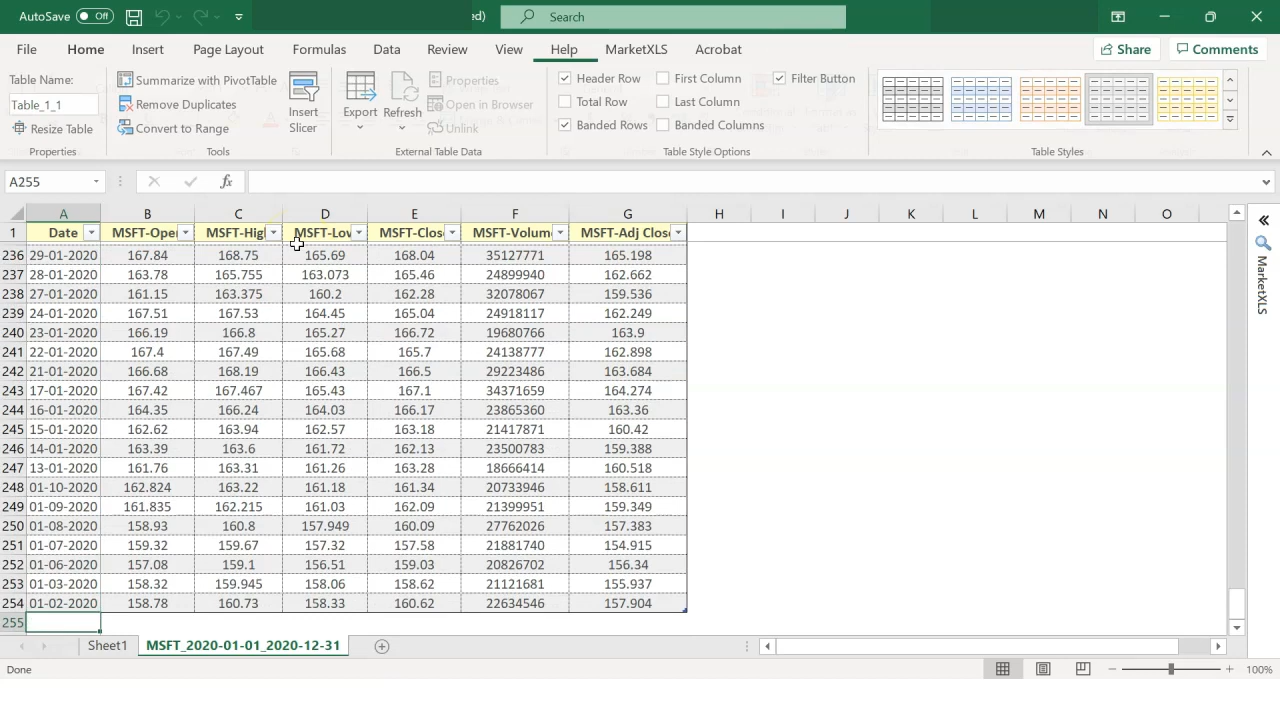 AutoSave Off ed) Search
File Home Insert Page Layout Formulas Data Review View Help MarketXLS Acrobat Share Comments
Table Name:
Table_1_1
Resize Table
Properties
Summarize with PivotTable
Remove Duplicates
Convert to Range
Insert
Slicer
Tools
Export Refresh
Properties
Open in Browser
Unlink
External Table Data
Header Row First Column Filter Button
Total Row Last Column
Banded Rows Banded Columns
Table Style Options
Table Styles
A255 fx
A B C D E F G H I J K L M N O
1 Date MSFT-Ope MSFT-Hig MSFT-Lov MSFT-Clos MSFT-Volum MSFT-Adj Clos
236 29-01-2020 167.84 168.75 165.69 168.04 35127771 165.198
237 28-01-2020 163.78 165.755 163.073 165.46 24899940 162.662
238 27-01-2020 161.15 163.375 160.2 162.28 32078067 159.536
239 24-01-2020 167.51 167.53 164.45 165.04 24918117 162.249
240 23-01-2020 166.19 166.8 165.27 166.72 19680766 163.9
241 22-01-2020 167.4 167.49 165.68 165.7 24138777 162.898
242 21-01-2020 166.68 168.19 166.43 166.5 29223486 163.684
243 17-01-2020 167.42 167.467 165.43 167.1 34371659 164.274
244 16-01-2020 164.35 166.24 164.03 166.17 23865360 163.36
245 15-01-2020 162.62 163.94 162.57 163.18 21417871 160.42
246 14-01-2020 163.39 163.6 161.72 162.13 23500783 159.388
247 13-01-2020 161.76 163.31 161.26 163.28 18666414 160.518
248 01-10-2020 162.824 163.22 161.18 161.34 20733946 158.611
249 01-09-2020 161.835 162.215 161.03 162.09 21399951 159.349
250 01-08-2020 158.93 160.8 157.949 160.09 27762026 157.383
251 01-07-2020 159.32 159.67 157.32 157.58 21881740 154.915
252 01-06-2020 157.08 159.1 156.51 159.03 20826702 156.34
253 01-03-2020 158.32 159.945 158.06 158.62 21121681 155.937
254 01-02-2020 158.78 160.73 158.33 160.62 22634546 157.904
255
MarketXLS
Sheet1 MSFT_2020-01-01_2020-12-31
Done 100%